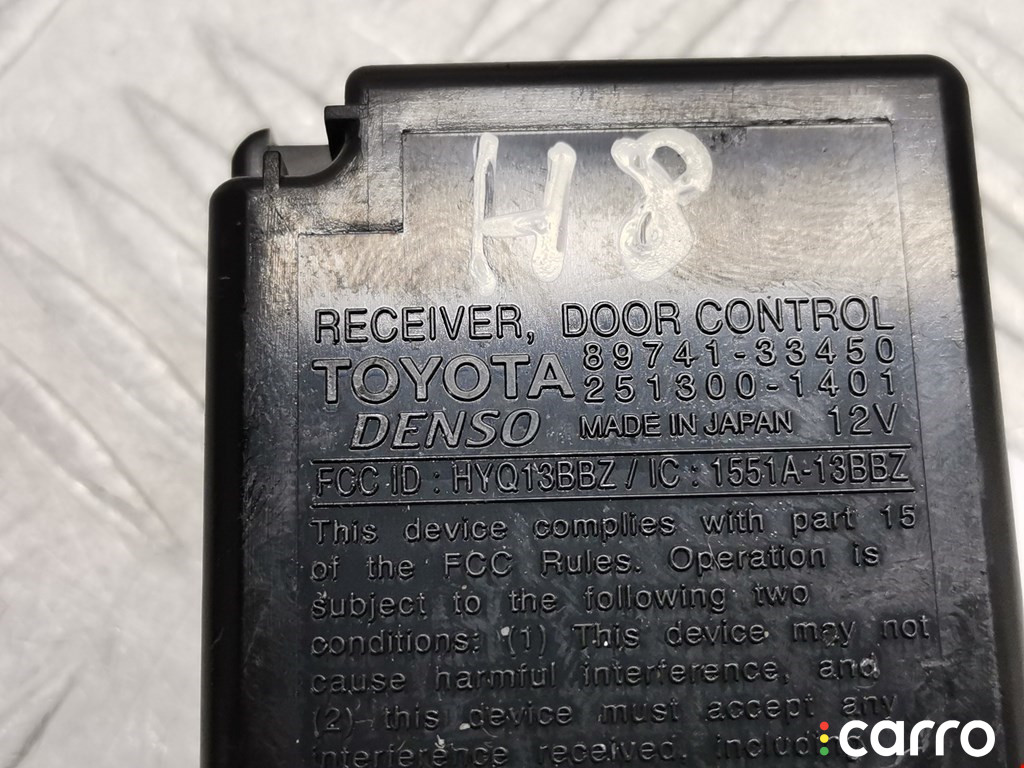 H8
RECEIVER, DOOR CONTROL
TOYOTA 89741-33450
251300-1401
DENSO MADE IN JAPAN 12V
FCC ID : HYQ13BBZ / IC : 1551A-13BBZ
This device complies with part 15
of the FCC Rules. Operation is
subject to the following two
conditions: (1) This device may not
cause harmful interference, and
(2) this device must accept any
interference received, including
carro